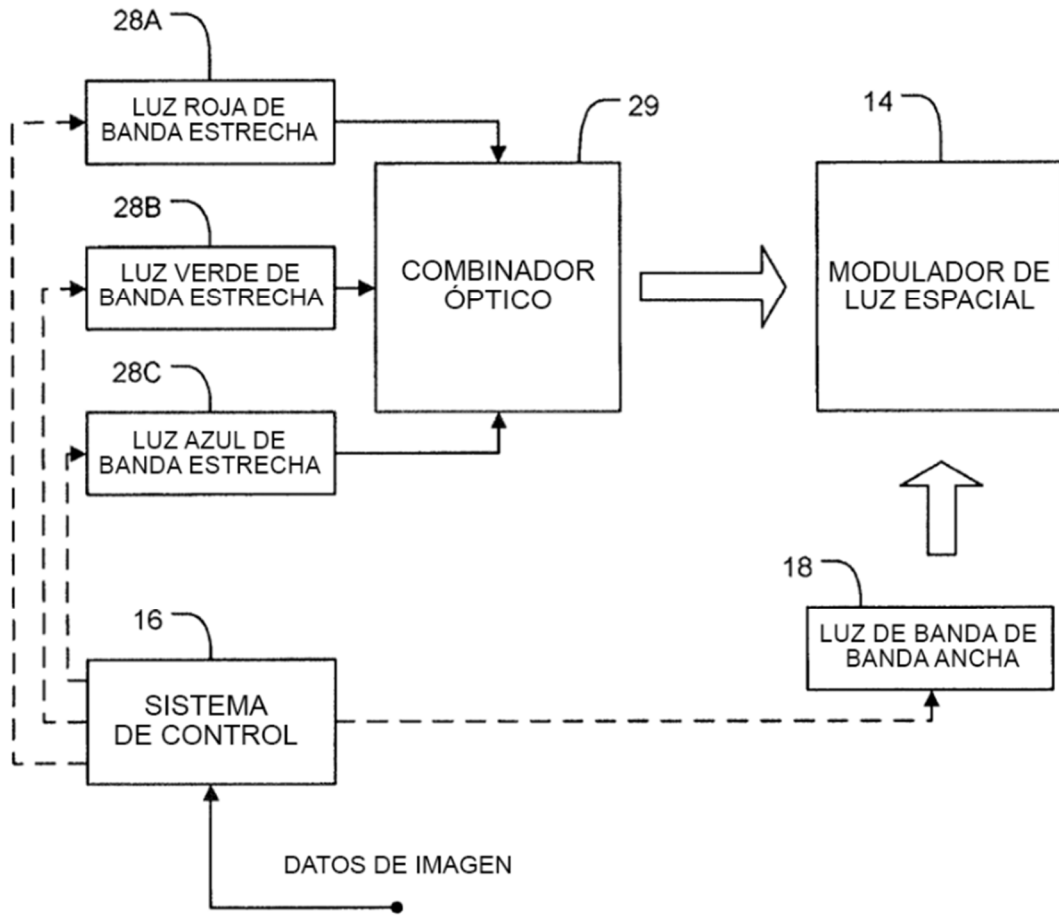 28A
LUZ ROJA DE
BANDA ESTRECHA
28B
LUZ VERDE DE
BANDA ESTRECHA
28C
LUZ AZUL DE
BANDA ESTRECHA
29
COMBINADOR
ÓPTICO
14
MODULADOR DE
LUZ ESPACIAL
18
LUZ DE BANDA DE
BANDA ANCHA
16
SISTEMA
DE CONTROL
DATOS DE IMAGEN